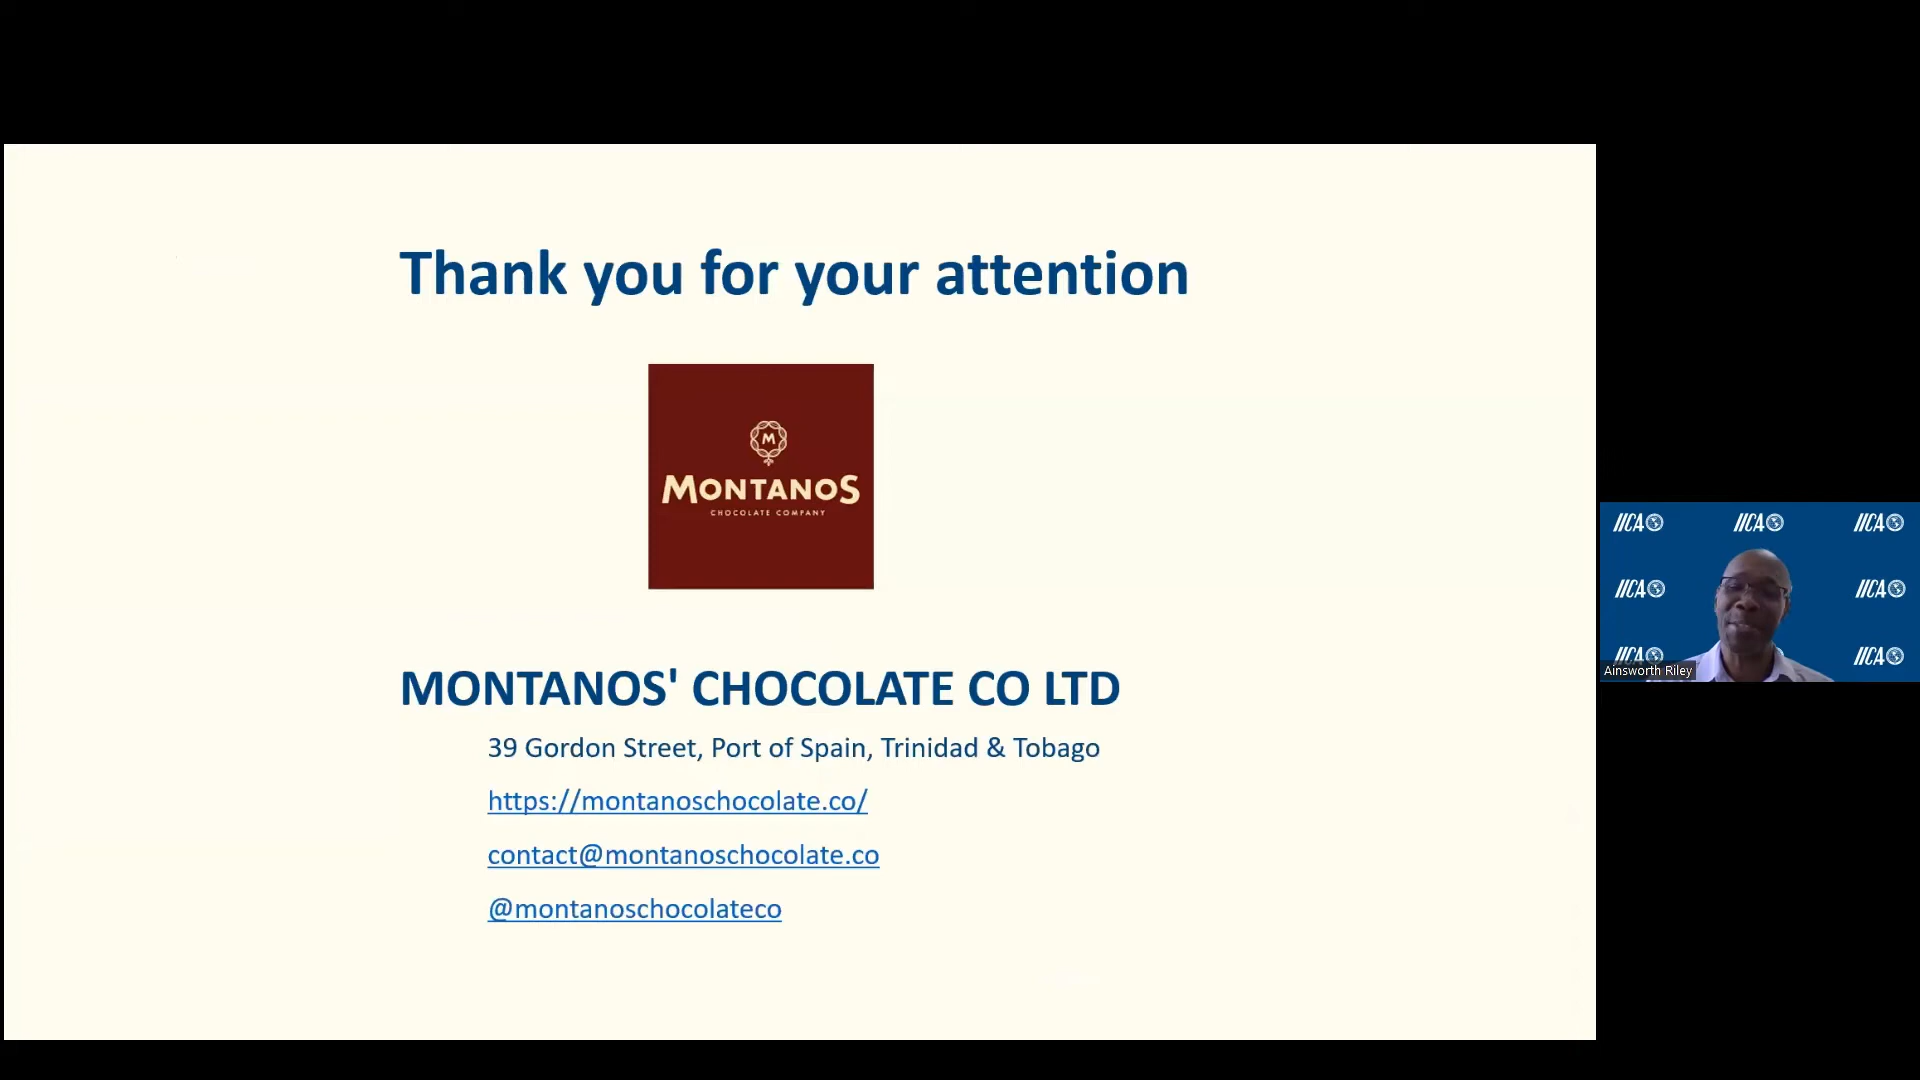 Thank you for your attention
M
MONTANOS
CHOCOLATE COMPANY
MONTANOS' CHOCOLATE CO LTD
39 Gordon Street, Port of Spain, Trinidad & Tobago
https://montanoschocolate.co/
contact@montanoschocolate.co
@montanoschocolateco
IICA IICA IICA
IICA IICA
IICA IICA
Ainsworth Riley